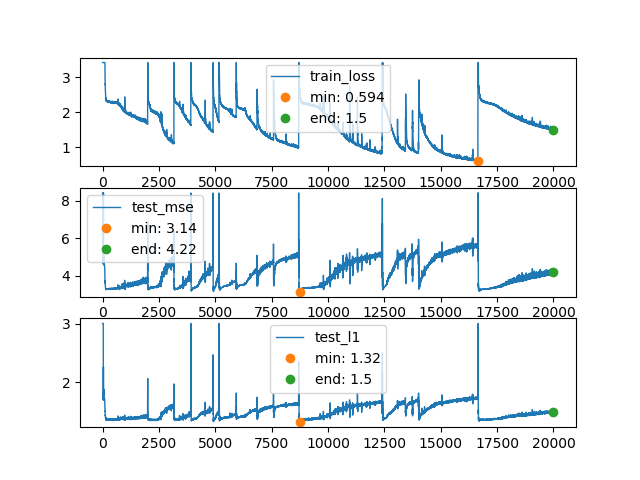 3
2
1
train_loss
min: 0.594
end: 1.5
0 2500 5000 7500 10000 12500 15000 17500 20000
8
6
4
test_mse
min: 3.14
end: 4.22
0 2500 5000 7500 10000 12500 15000 17500 20000
3
2
test_l1
min: 1.32
end: 1.5
0 2500 5000 7500 10000 12500 15000 17500 20000